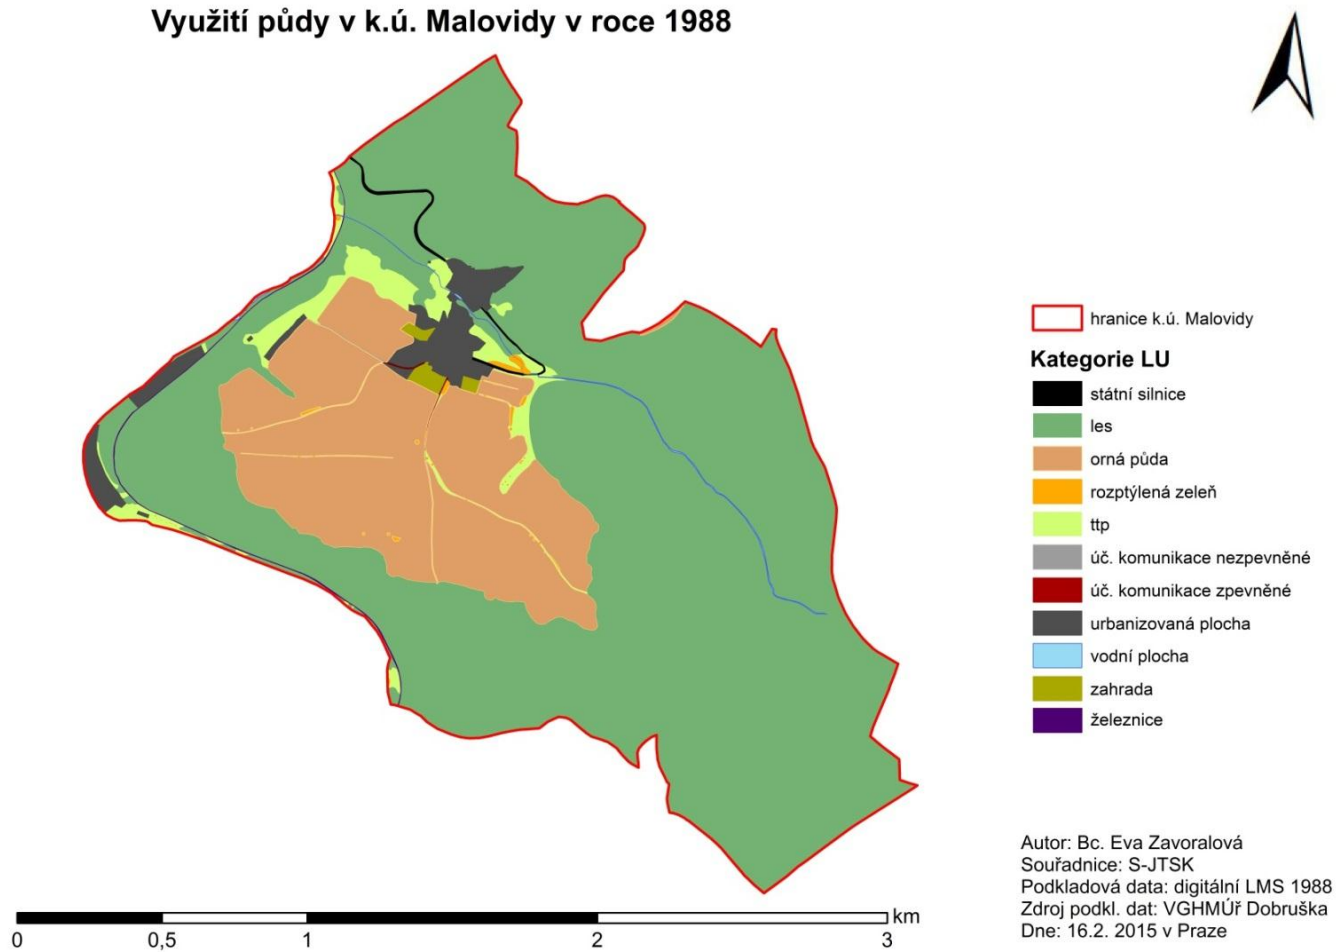 Využití půdy v k.ú. Malovidy v roce 1988
hranice k.ú. Malovidy
Kategorie LU
státní silnice
les
orná půda
rozptýlená zeleň
ttp
úč. komunikace nezpevněné
úč. komunikace zpevněné
urbanizovaná plocha
vodní plocha
zahrada
železnice
Autor: Bc. Eva Zavoralová
Souřadnice: S-JTSK
Podkladová data: digitální LMS 1988
Zdroj podkl. dat: VGHMÚř Dobruška
Dne: 16.2. 2015 v Praze
km
0 0,5 1 2 3